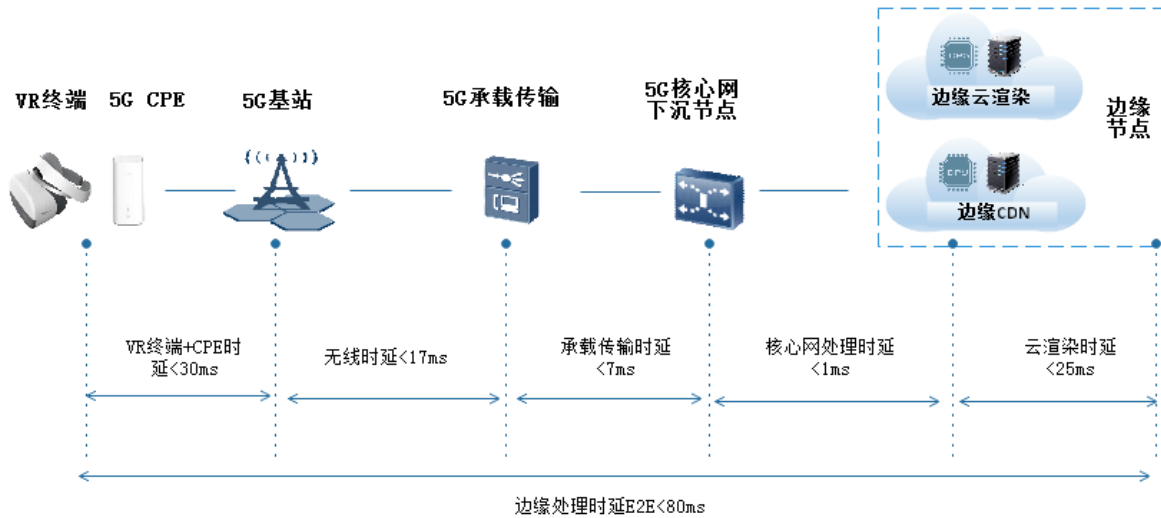 VR终端
5G CPE
5G基站
5G承载传输
5G核心网
下沉节点
边缘云渲染
边缘CDN
边缘
节点
CPU
VR终端+CPE时
延<30ms
无线时延<17ms
承载传输时延
<7ms
核心网处理时延
<1ms
云渲染时延
<25ms
边缘处理时延E2E<80ms